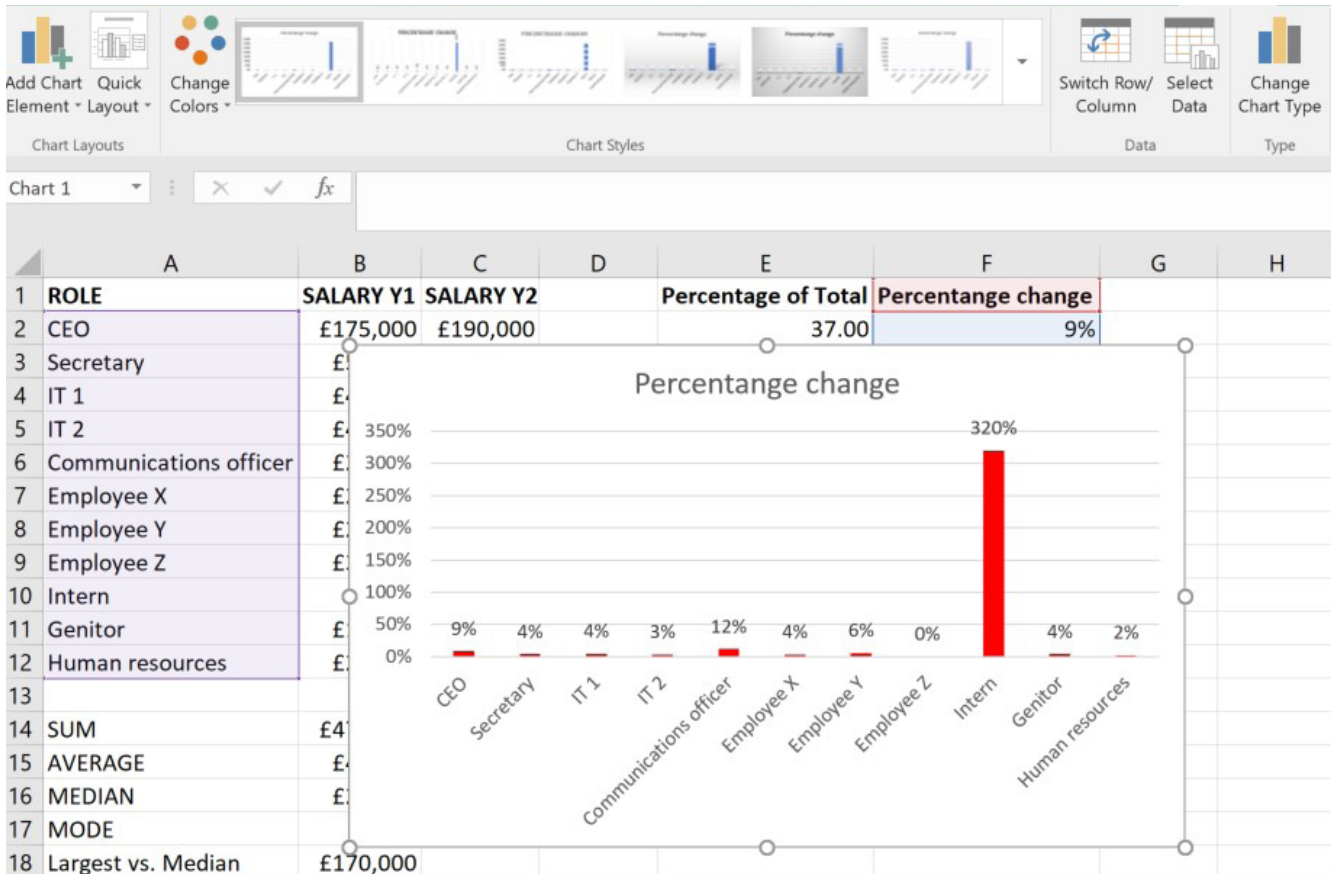 Add Chart Element
Quick Layout
Change Colors
Switch Row/ Column
Select Data
Change Chart Type
Chart Layouts
Chart Styles
Data
Type
Chart 1
fx
A B C D E F G H
1 ROLE SALARY Y1 SALARY Y2 Percentage of Total Percentange change
2 CEO £175,000 £190,000 37.00 9%
3 Secretary
4 IT 1
5 IT 2
6 Communications officer
7 Employee X
8 Employee Y
9 Employee Z
10 Intern
11 Genitor
12 Human resources
13
14 SUM
15 AVERAGE
16 MEDIAN
17 MODE
18 Largest vs. Median £170,000
Percentange change
350%
300%
250%
200%
150%
100%
50%
0%
9% 4% 4% 3% 12% 4% 6% 0% 320% 4% 2%
CEO
Secretary
IT 1
IT 2
Communications officer
Employee X
Employee Y
Employee Z
Intern
Genitor
Human resources